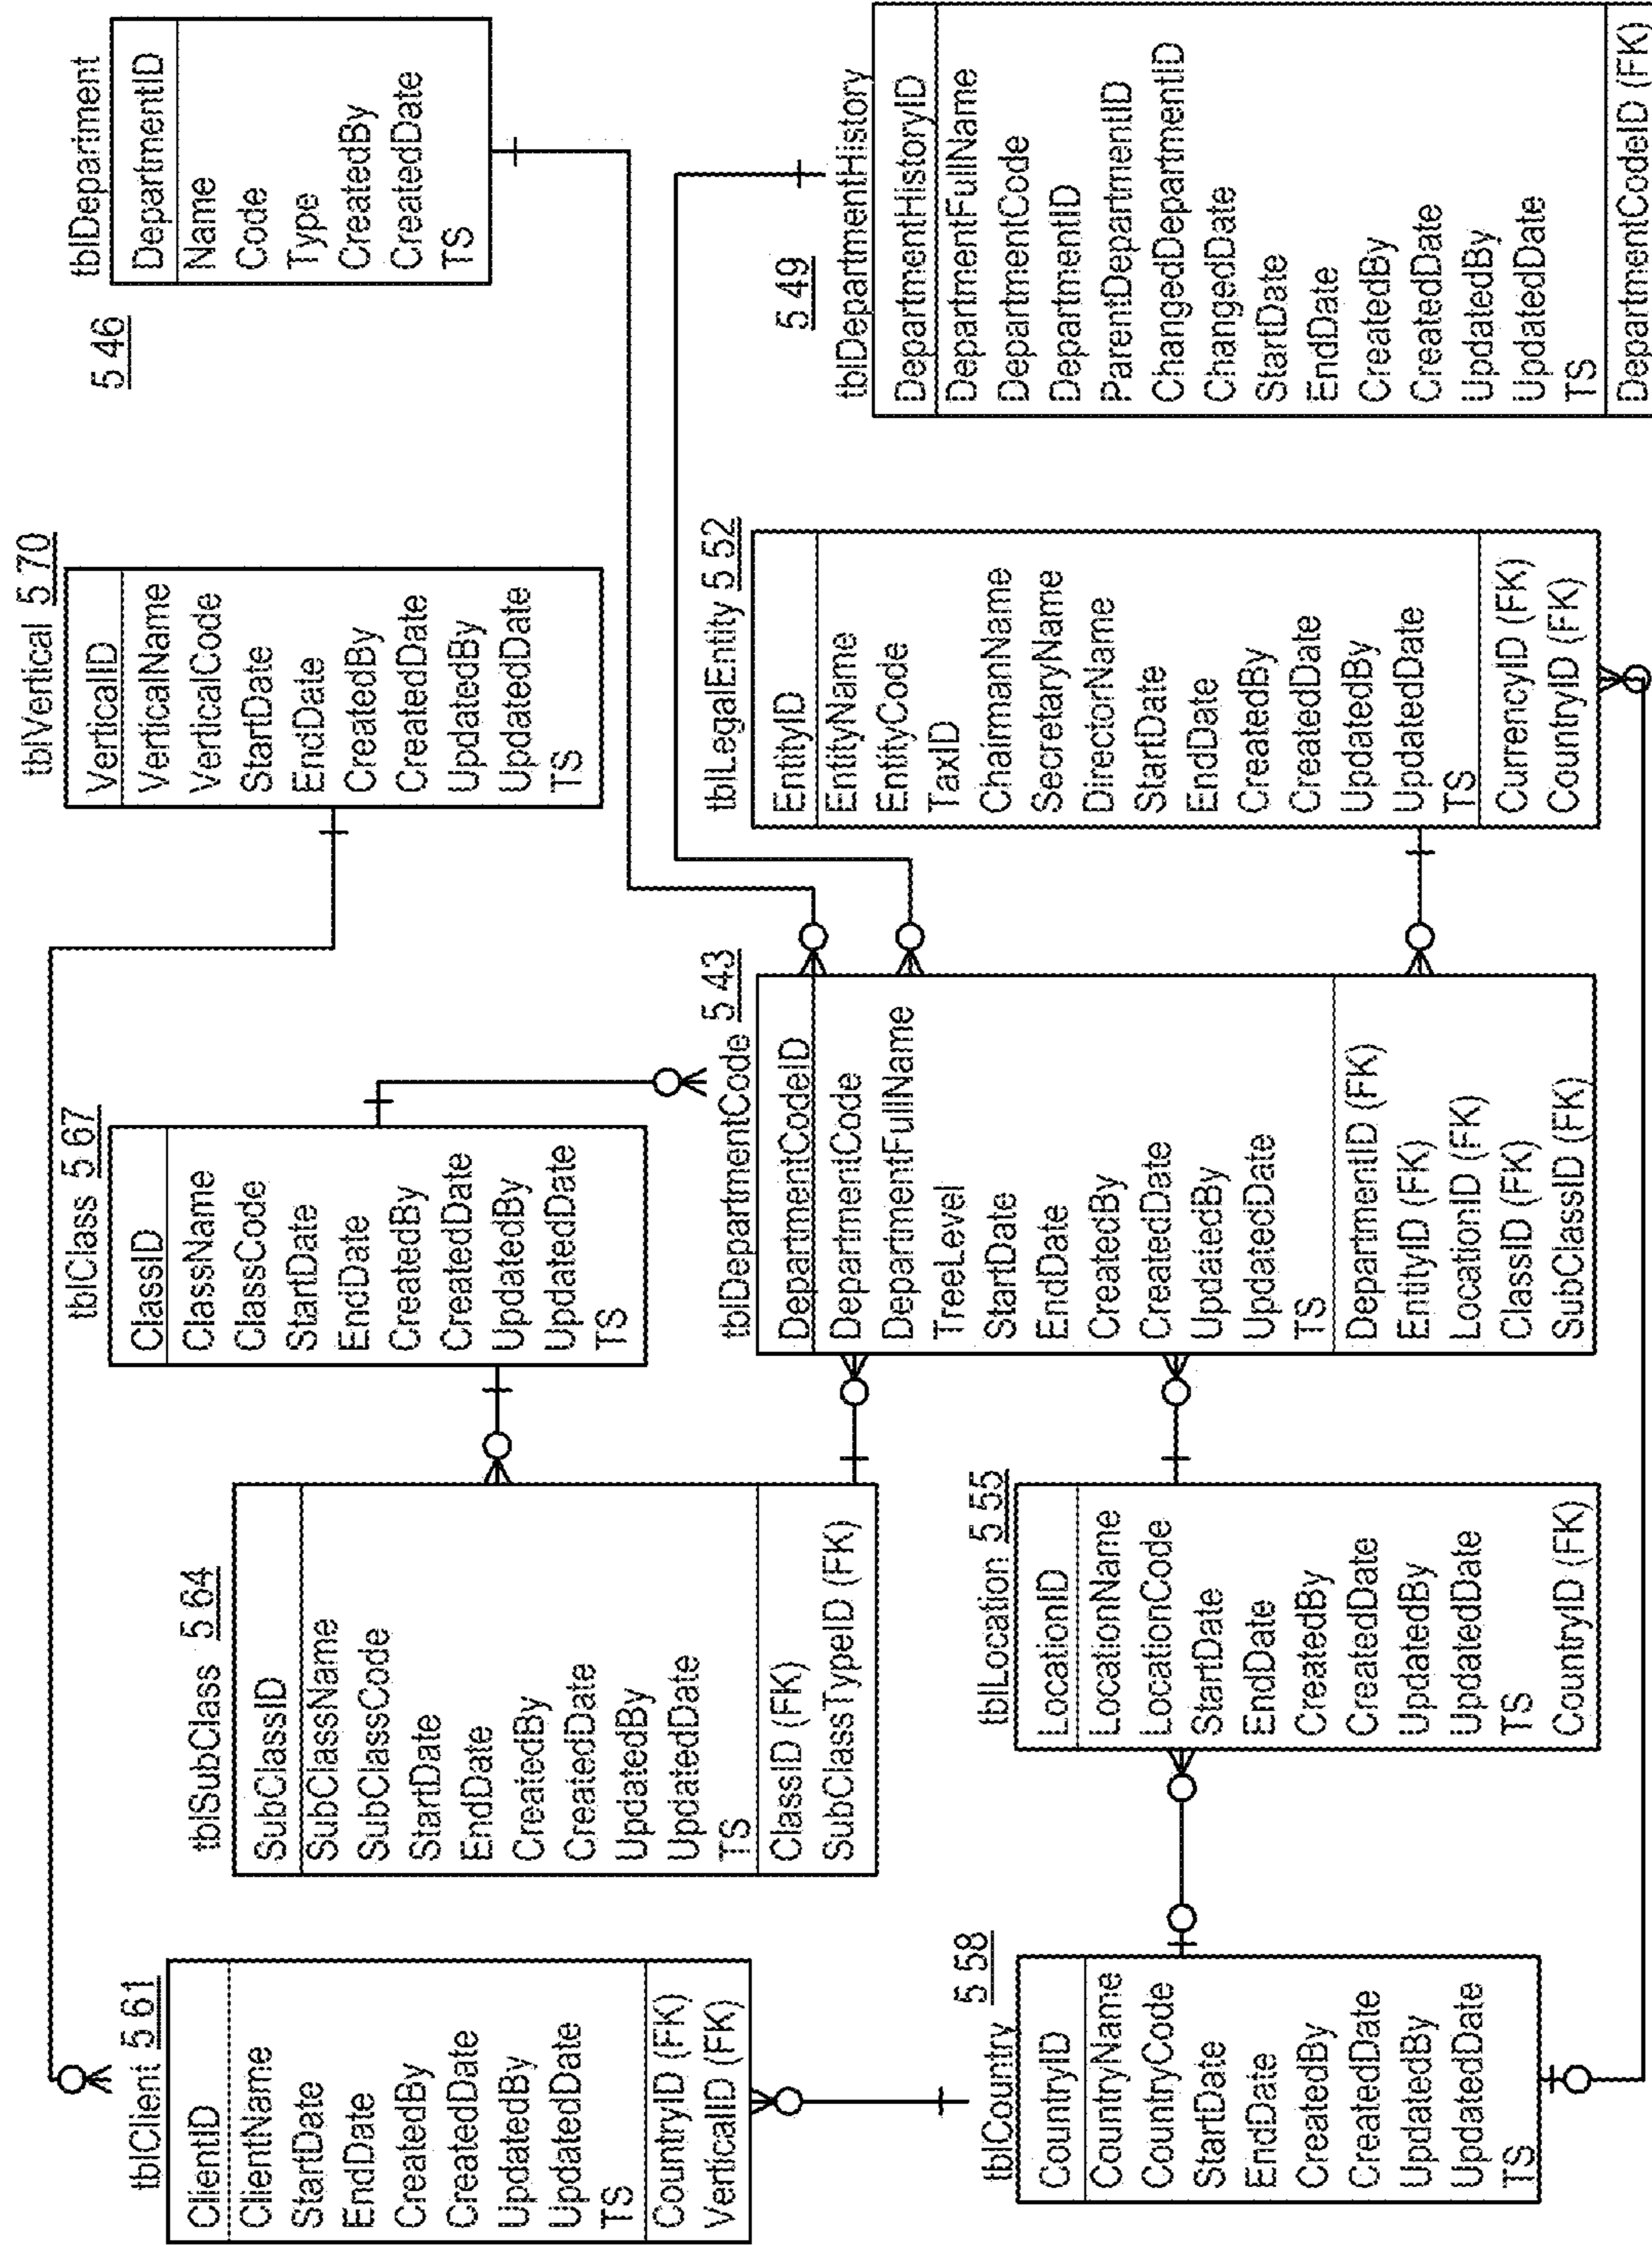 tblClient 5 61
ClientID
ClientName
StartDate
EndDate
CreatedBy
CreatedDate
UpdatedBy
UpdatedDate
TS
CountryID (FK)
VerticalID (FK)
tblSubClass 5 64
SubClassID
SubClassName
SubClassCode
StartDate
EndDate
CreatedBy
CreatedDate
UpdatedBy
UpdatedDate
TS
ClassID (FK)
SubClassTypeID (FK)
tblClass 5 67
ClassID
ClassName
ClassCode
StartDate
EndDate
CreatedBy
CreatedDate
UpdatedBy
UpdatedDate
TS
tblVertical 5 70
VerticalID
VerticalName
VerticalCode
StartDate
EndDate
CreatedBy
CreatedDate
UpdatedBy
UpdatedDate
TS
5 46
tblDepartment
DepartmentID
Name
Code
Type
CreatedBy
CreatedDate
TS
5 58
tblCountry
CountryID
CountryName
CountryCode
StartDate
EndDate
CreatedBy
CreatedDate
UpdatedBy
UpdatedDate
TS
tblLocation 5 55
LocationID
LocationName
LocationCode
StartDate
EndDate
CreatedBy
CreatedDate
UpdatedBy
UpdatedDate
TS
CountryID (FK)
tblDepartmentCode 5 43
DepartmentCodeID
DepartmentCode
DepartmentFullName
TreeLevel
StartDate
EndDate
CreatedBy
CreatedDate
UpdatedBy
UpdatedDate
TS
DepartmentID (FK)
EntityID (FK)
LocationID (FK)
ClassID (FK)
SubClassID (FK)
tblLegalEntity 5 52
EntityID
EntityName
EntityCode
TaxID
ChaimanName
SecretaryName
DirectorName
StartDate
EndDate
CreatedBy
CreatedDate
UpdatedBy
UpdatedDate
TS
CurrencyID (FK)
CountryID (FK)
5 49
tblDepartmentHistory
DepartmentHistoryID
DepartmentFullName
DepartmentCode
DepartmentID
ParentDepartmentID
ChangedDepartmentID
ChangedDate
StartDate
EndDate
CreatedBy
CreatedDate
UpdatedBy
UpdatedDate
TS
DepartmentCodeID (FK)